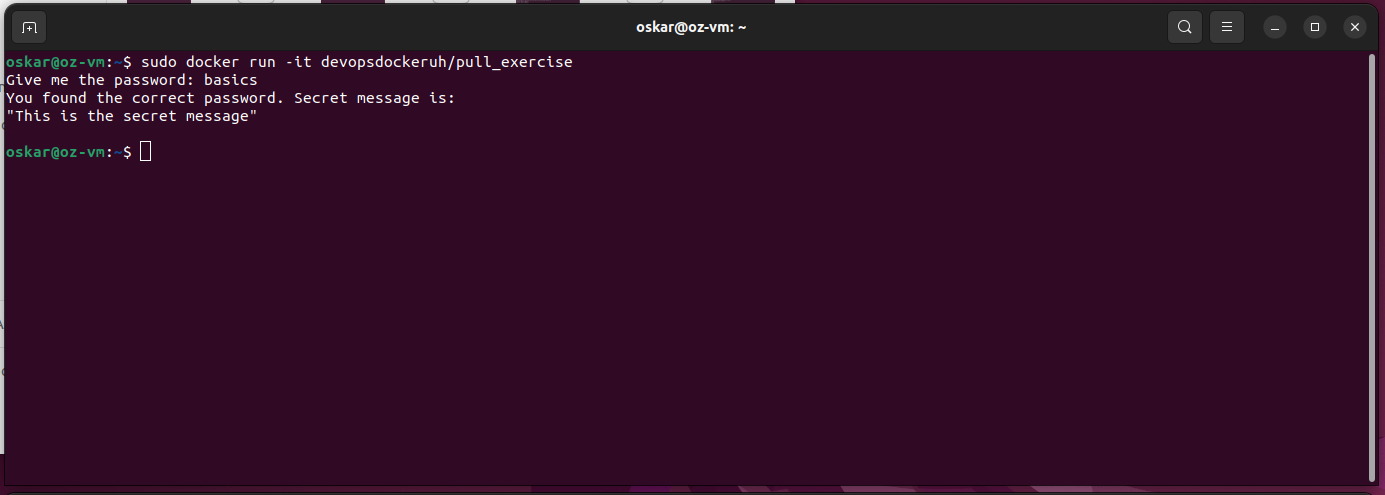 oskar@oz-vm: ~
oskar@oz-vm:~$ sudo docker run -it devopsdockeruh/pull_exercise
Give me the password: basics
You found the correct password. Secret message is:
"This is the secret message"
oskar@oz-vm:~$